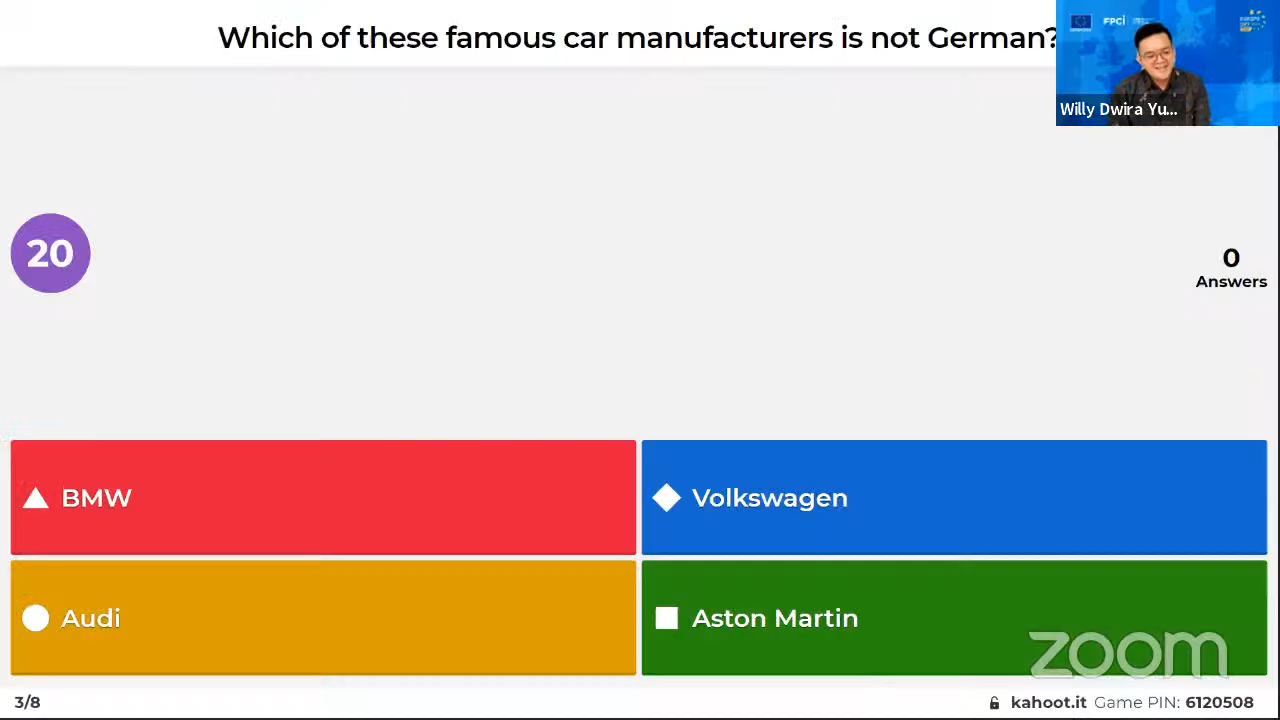 Which of these famous car manufacturers is not German?
FPCI
Willy Dwira Yu...
20
0
Answers
BMW
Volkswagen
Audi
Aston Martin
zoom
3/8
kahoot.it Game PIN: 6120508